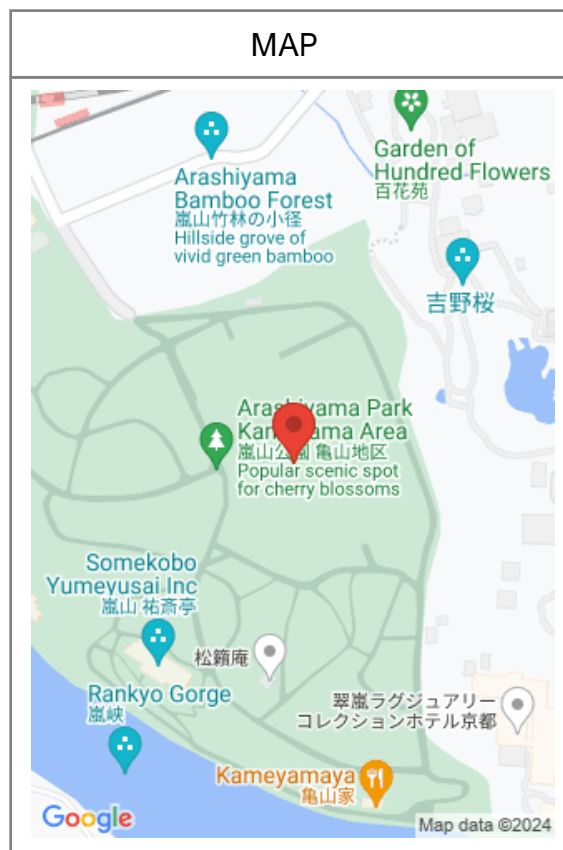 MAP
Garden of
Hundred Flowers
百花苑
Arashiyama
Bamboo Forest
嵐山竹林の小径
Hillside grove of
vivid green bamboo
吉野桜
Arashiyama Park
Area
嵐山公園 亀山地区
Popular scenic spot
for cherry blossoms
Somekobo
Yumeyusai Inc
嵐山 祐斎亭
松籟庵
Rankyo Gorge
嵐峡
翠嵐ラグジュアリー
コレクションホテル京都
Kameyamaya
亀山家
Google
Map data ©2024